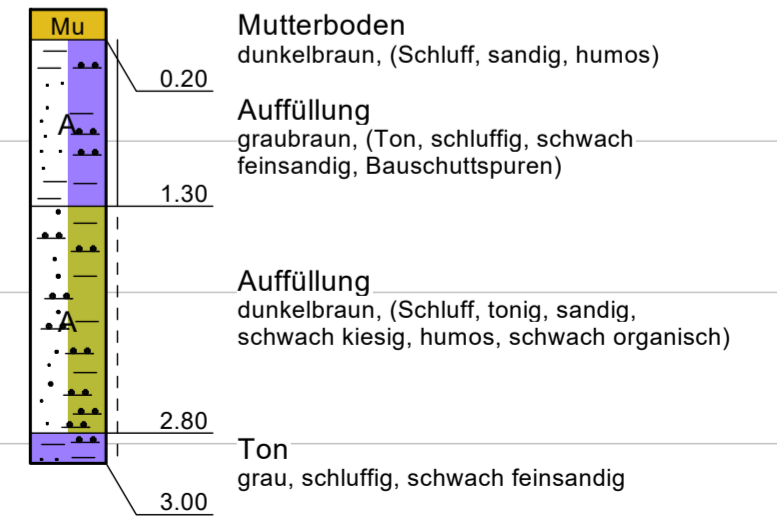 Mu
Mutterboden
dunkelbraun, (Schluff, sandig, humos)
0.20
Auffüllung
A
graubraun, (Ton, schluffig, schwach
feinsandig, Bauschuttspuren)
1.30
Auffüllung
dunkelbraun, (Schluff, tonig, sandig,
A
schwach kiesig, humos, schwach organisch)
2.80
Ton
grau, schluffig, schwach feinsandig
3.00